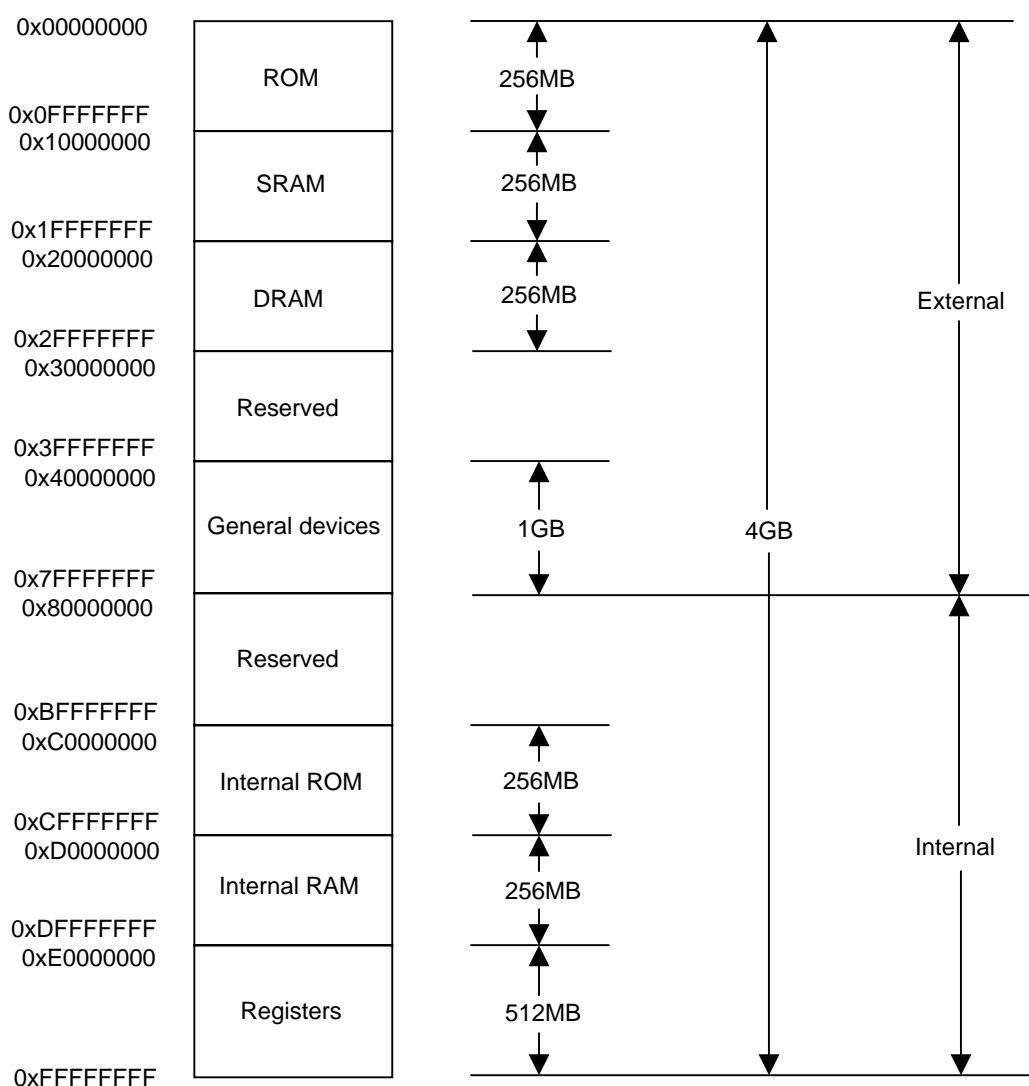 0x00000000
ROM
256MB
0x0FFFFFFF
0x10000000
SRAM
256MB
0x1FFFFFFF
0x20000000
DRAM
256MB
External
0x2FFFFFFF
0x30000000
Reserved
0x3FFFFFFF
0x40000000
General devices
1GB
4GB
0x7FFFFFFF
0x80000000
Reserved
0xBFFFFFFF
0xC0000000
Internal ROM
256MB
0xCFFFFFFF
0xD0000000
Internal
Internal RAM
256MB
0xDFFFFFFF
0xE0000000
Registers
512MB
0xFFFFFFFF